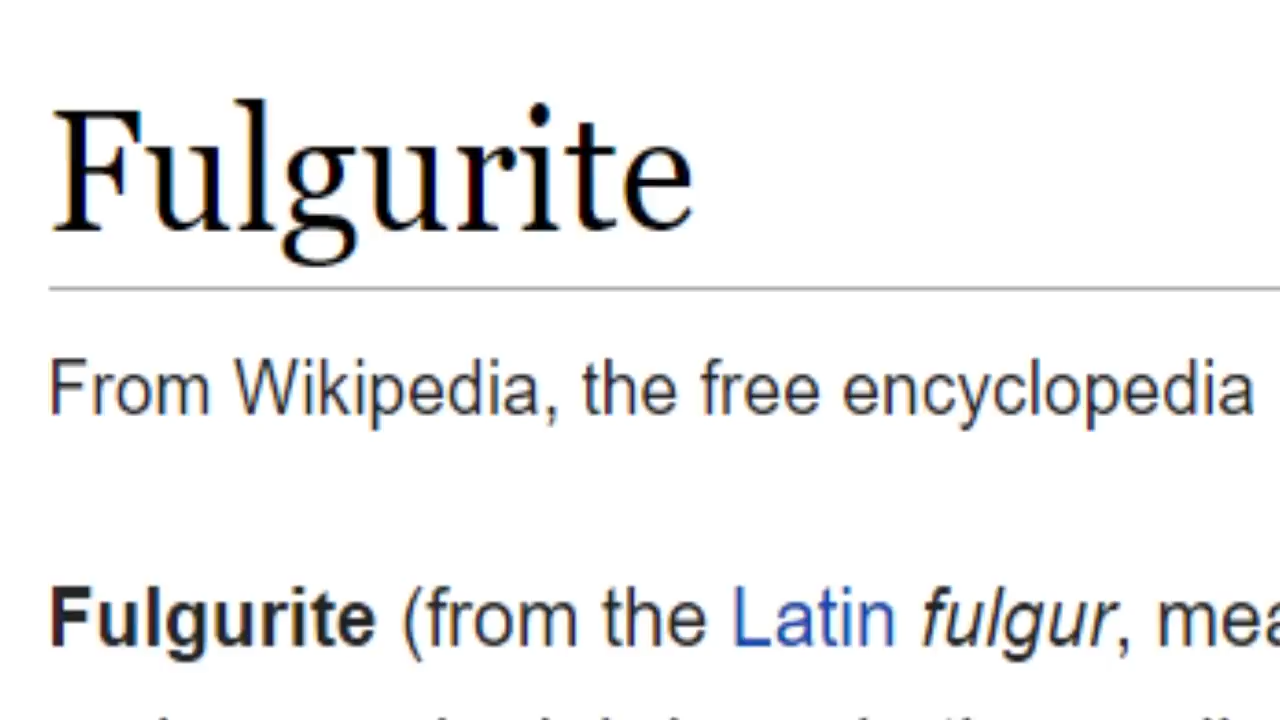 Fulgurite
From Wikipedia, the free encyclopedia
Fulgurite (from the Latin fulgur,